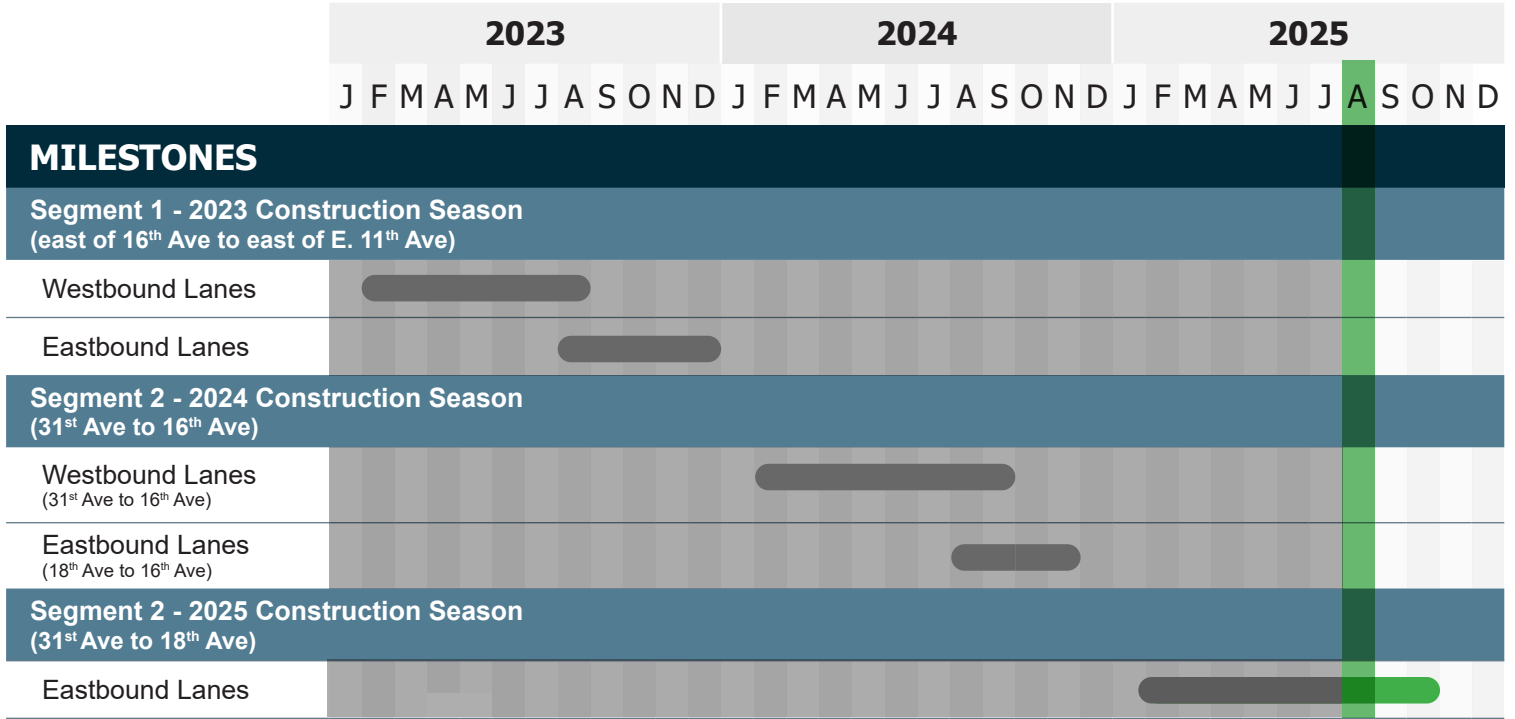 2023 2024 2025
J F M A M J J A S O N D J F M A M J J A S O N D J F M A M J J A S O N D
MILESTONES
Segment 1 - 2023 Construction Season
(east of 16th Ave to east of E. 11th Ave)
Westbound Lanes
Eastbound Lanes
Segment 2 - 2024 Construction Season
(31st Ave to 16th Ave)
Westbound Lanes
(31st Ave to 16th Ave)
Eastbound Lanes
(18th Ave to 16th Ave)
Segment 2 - 2025 Construction Season
(31st Ave to 18th Ave)
Eastbound Lanes